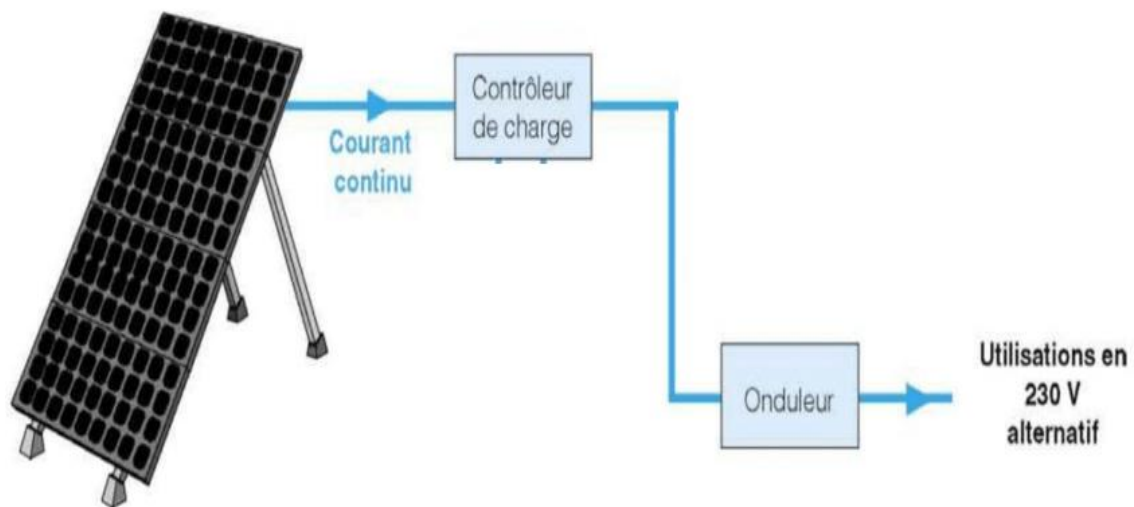 Contrôleur
de charge
Courant
continu
Onduleur
Utilisations en
230 V
alternatif